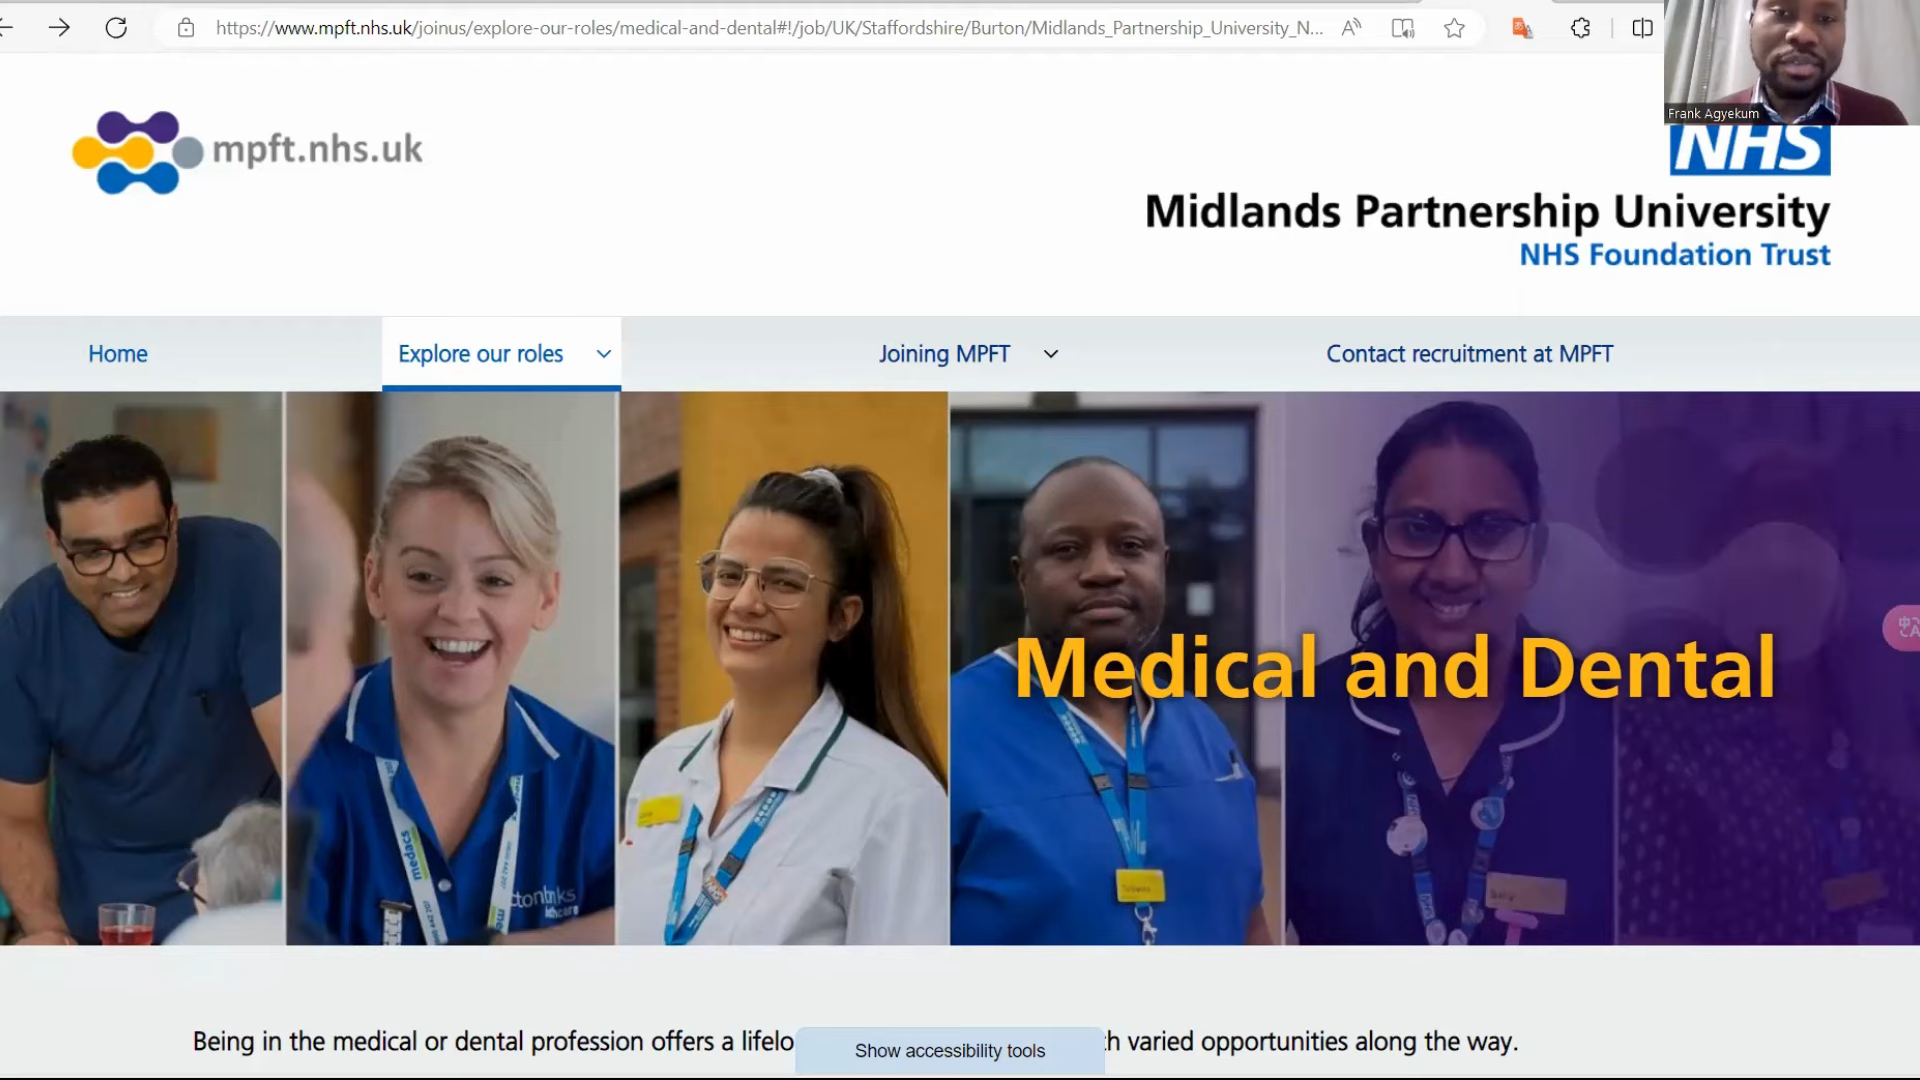 https://www.mpft.nhs.uk/joinus/explore-our-roles/medical-and-dental#!/job/UK/Staffordshire/Burton/Midlands_Partnership_University_N...
Frank Agyekum
mpft.nhs.uk
NHS
Midlands Partnership University
NHS Foundation Trust
Home
Explore our roles
Joining MPFT
Contact recruitment at MPFT
Medical and Dental
medacs
NHS
NHS
Being in the medical or dental profession offers a lifelo
h varied opportunities along the way.
Show accessibility tools